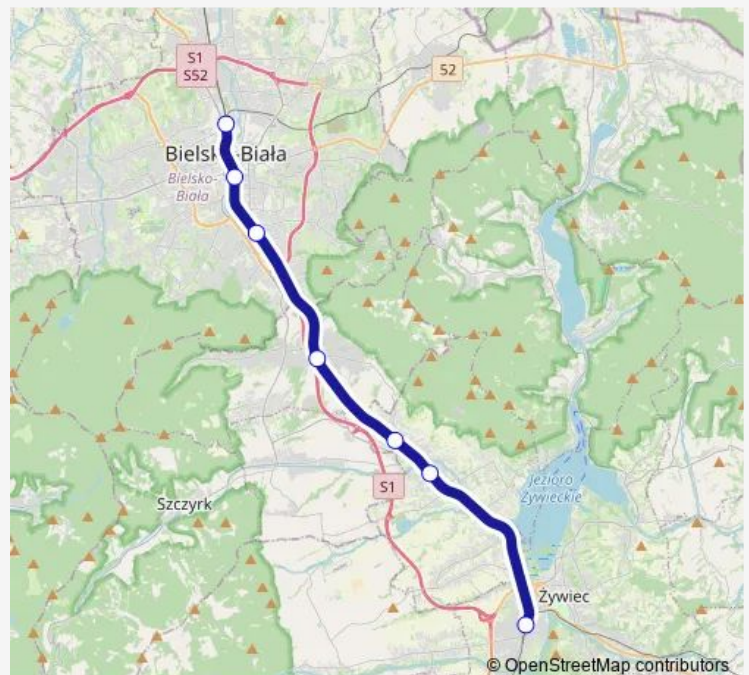 S1
S52
52
Bielsko-Biała
Bielsko-
Biała
Jezioro
Żywieckie
S1
Szczyrk
Żywiec
© OpenStreetMap contributors